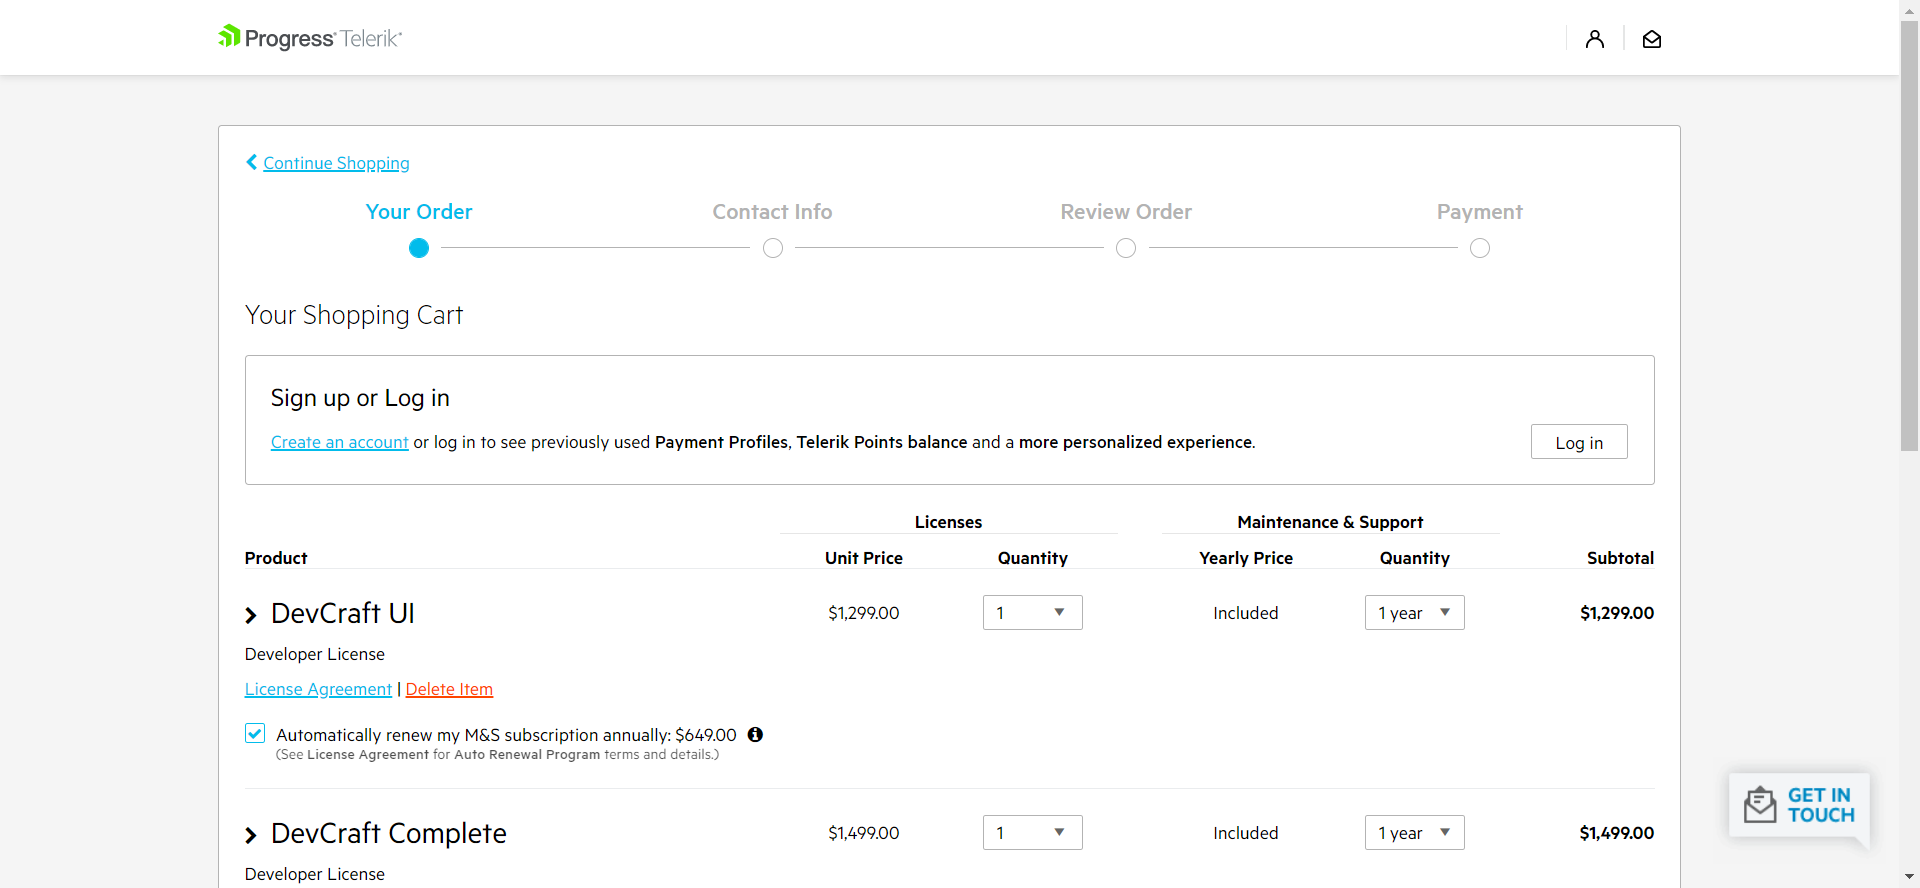 Progress Telerik
Continue Shopping
Your Order
Contact Info
Review Order
Payment
Your Shopping Cart
Sign up or Log in
Create an account or log in to see previously used Payment Profiles, Telerik Points balance and a more personalized experience.
Log in
Licenses
Maintenance & Support
Product
Unit Price
Quantity
Yearly Price
Quantity
Subtotal
DevCraft UI
$1,299.00
1
Included
1 year
$1,299.00
Developer License
License Agreement | Delete Item
Automatically renew my M&S subscription annually: $649.00
(See License Agreement for Auto Renewal Program terms and details.)
DevCraft Complete
$1,499.00
1
Included
1 year
$1,499.00
Developer License
GET IN
TOUCH